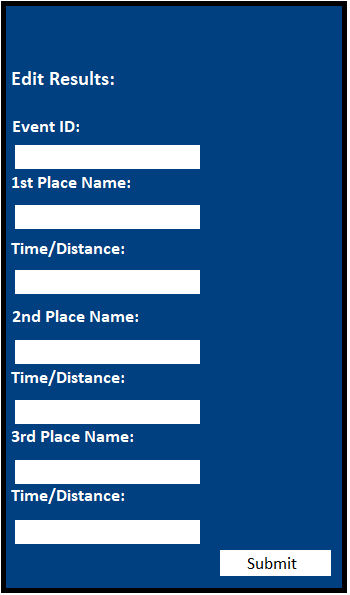 Edit Results:
Event ID:
1st Place Name:
Time/Distance:
2nd Place Name:
Time/Distance:
3rd Place Name:
Time/Distance:
Submit